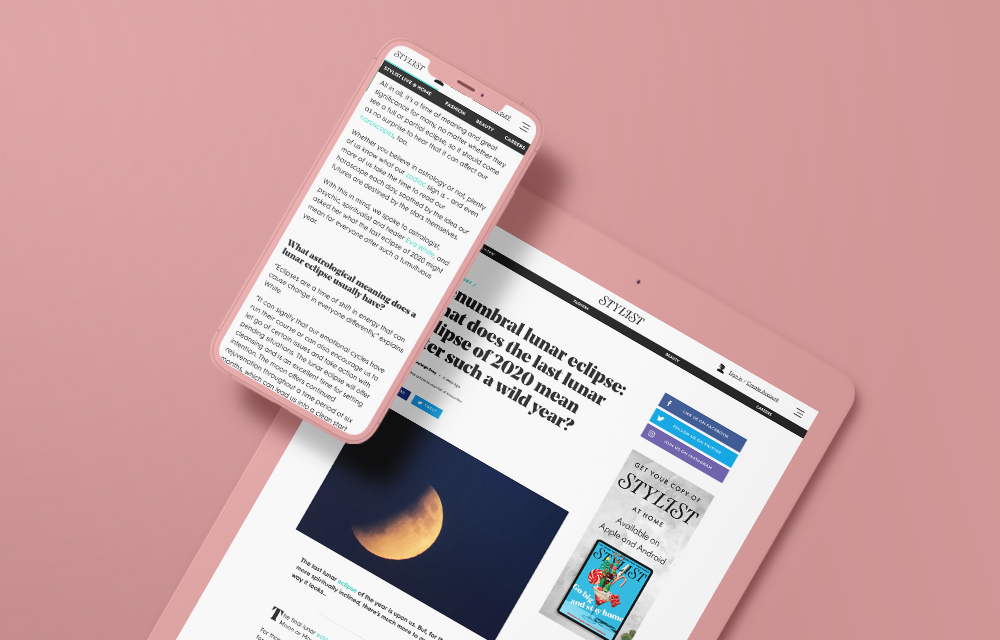 STYLIST
STYLIST LIVE @ HOME
FASHION
BEAUTY
CAREERS
All in all, it's a time of meaning and great
significance for many, no matter whether they
see a full or partial eclipse, so it should come
as no surprise to hear that it can affect our
horoscopes, too.
Whether you believe in astrology or not, plenty
of us know what our zodiac sign is - and even
more of us take the time to read our
horoscope each day, soothed by the idea our
futures are destined by the stars themselves.
With this in mind, we spoke to astrologist,
psychic, spiritualist and healer Eva White, and
asked her what the last eclipse of 2020 might
mean for everyone after such a tumultuous
year.
What astrological meaning does a
lunar eclipse usually have?
"Eclipses are a time of shift in energy that can
cause change in everyone differently," explains
White.
"It can signify that our emotional cycles have
run their course or can also encourage us to
let go of certain issues and take action with
pending situations. The lunar eclipse will offer
cleansing and is an excellent time for setting
intention. The moon offers continued
rejuvenation throughout a time period of six
months, which can lead us into a clean start
HOME
FASHION
STYLIST
BEAUTY
Sign in / Create Account
CAREERS
enumbral lunar eclipse:
hat does the last lunar
lipse of 2020 mean
er such a wild year?
TWEET
LIKE US ON FACEBOOK
FOLLOW US ON TWITTER
JOIN US ON INSTAGRAM
GET YOUR COPY OF
STYLIST
AT HOME
Available on
Apple and Android
STYLIST
Go big
and stay home
The last lunar eclipse of the year is upon us. But, for th
more spiritually inclined, there's much more to
way it looks.
The final lunar
Moon or
For